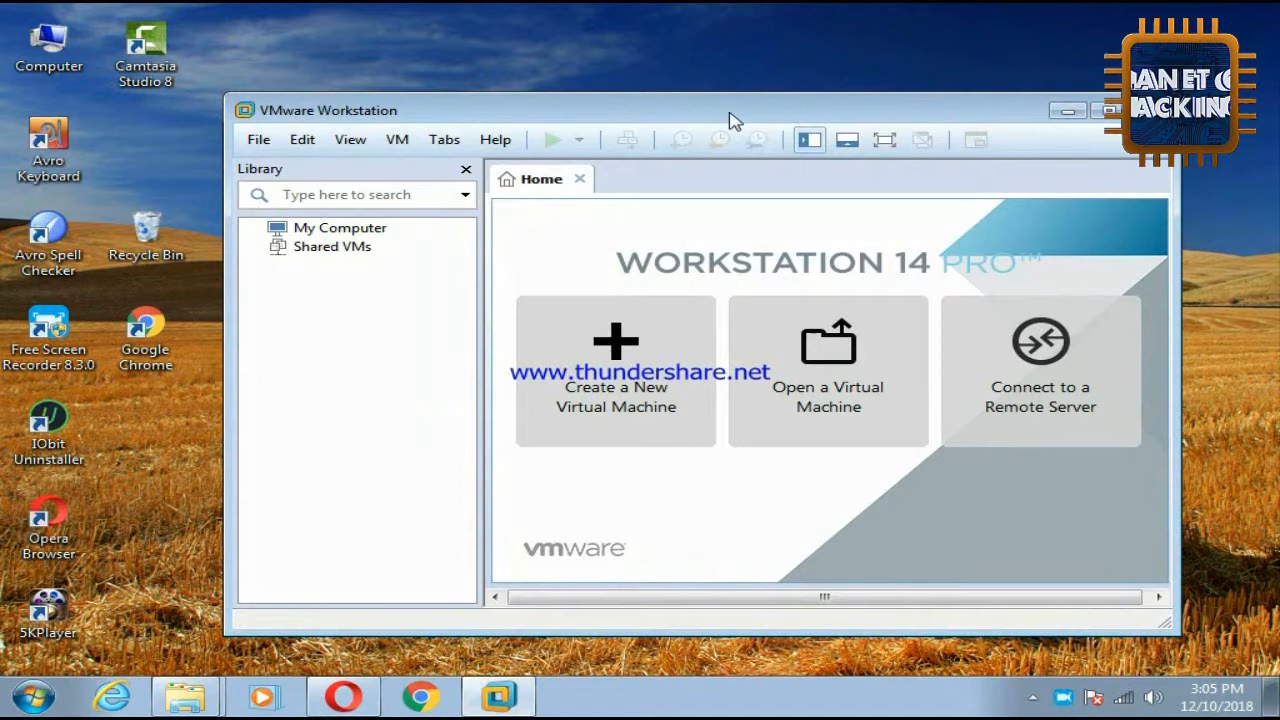 Computer
Camtasia
Studio 8
Avro
Keyboard
Avro Spell
Checker
Recycle Bin
Free Screen
Recorder 8.3.0
Google
Chrome
IObit
Uninstaller
Opera
Browser
5KPlayer
VMware Workstation
File Edit View VM Tabs Help
Library
Type here to search
My Computer
Shared VMs
Home
WORKSTATION 14 PRO™
www.thundershare.net
Create a New
Virtual Machine
Open a Virtual
Machine
Connect to a
Remote Server
vmware
3:05 PM
12/10/2018